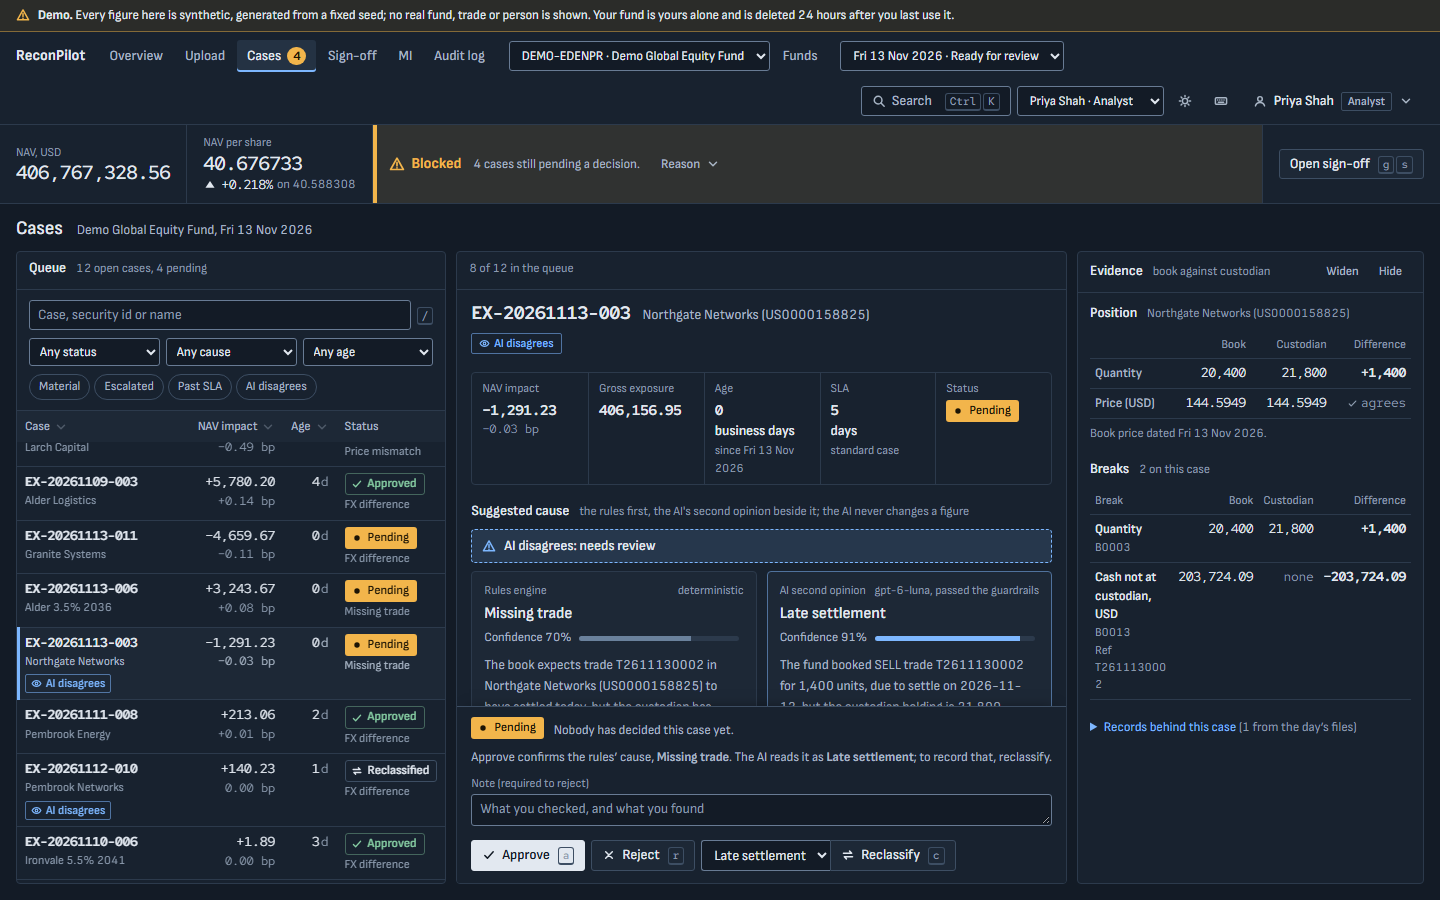 Demo. Every figure here is synthetic, generated from a fixed seed; no real fund, trade or person is shown. Your fund is yours alone and is deleted 24 hours after you last use it.
ReconPilot Overview Upload Cases 4 Sign-off MI Audit log DEMO-EDENPR · Demo Global Equity Fund Funds Fri 13 Nov 2026 · Ready for review
Search Ctrl K Priya Shah · Analyst Priya Shah Analyst
NAV, USD
406,767,328.56
NAV per share
40.676733
▲ +0.218% on 40.588308
Blocked 4 cases still pending a decision. Reason
Open sign-off g s
Cases Demo Global Equity Fund, Fri 13 Nov 2026
Queue 12 open cases, 4 pending
Case, security id or name /
Any status Any cause Any age
Material Escalated Past SLA AI disagrees
Case NAV impact Age Status
Larch Capital −0.49 bp Price mismatch
EX-20261109-003 +5,780.20 4d Approved
Alder Logistics +0.14 bp FX difference
EX-20261113-011 −4,659.67 0d Pending
Granite Systems −0.11 bp FX difference
EX-20261113-006 +3,243.67 0d Pending
Alder 3.5% 2036 +0.08 bp Missing trade
EX-20261113-003 −1,291.23 0d Pending
Northgate Networks −0.03 bp Missing trade
AI disagrees
EX-20261111-008 +213.06 2d Approved
Pembrook Energy +0.01 bp FX difference
EX-20261112-010 +140.23 1d Reclassified
Pembrook Networks 0.00 bp FX difference
AI disagrees
EX-20261110-006 +1.89 3d Approved
Ironvale 5.5% 2041 0.00 bp FX difference
8 of 12 in the queue
EX-20261113-003 Northgate Networks (US0000158825)
AI disagrees
NAV impact
−1,291.23
−0.03 bp
Gross exposure
406,156.95
Age
0
business days
since Fri 13 Nov
2026
SLA
5
days
standard case
Status
Pending
Suggested cause the rules first, the AI's second opinion beside it; the AI never changes a figure
AI disagrees: needs review
Rules engine deterministic
Missing trade
Confidence 70%
The book expects trade T2611130002 in
Northgate Networks (US0000158825) to
have settled today, but the custodian has
AI second opinion gpt-6-luna, passed the guardrails
Late settlement
Confidence 91%
The fund booked SELL trade T2611130002
for 1,400 units, due to settle on 2026-11-
13, but the custodian holding is 21,800
Pending Nobody has decided this case yet.
Approve confirms the rules’ cause, Missing trade. The AI reads it as Late settlement; to record that, reclassify.
Note (required to reject)
What you checked, and what you found
Approve a Reject r Late settlement Reclassify c
Evidence book against custodian Widen Hide
Position Northgate Networks (US0000158825)
Book Custodian Difference
Quantity 20,400 21,800 +1,400
Price (USD) 144.5949 144.5949 ✓ agrees
Book price dated Fri 13 Nov 2026.
Breaks 2 on this case
Break Book Custodian Difference
Quantity 20,400 21,800 +1,400
B0003
Cash not at 203,724.09 none −203,724.09
custodian,
USD
B0013
Ref
T261113000
2
▶ Records behind this case (1 from the day’s files)